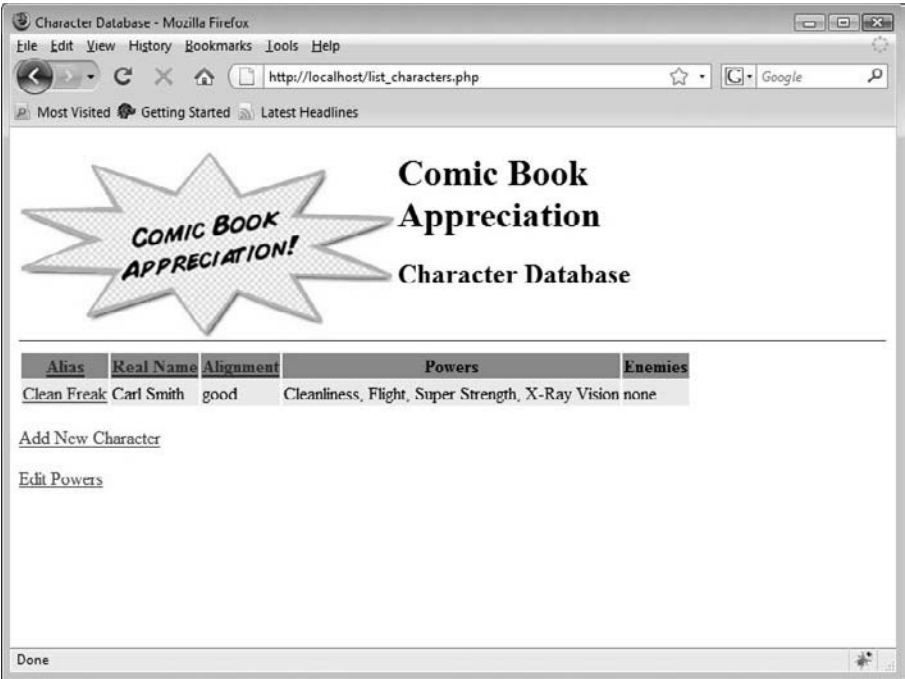 Character Database - Mozilla Firefox
File Edit View History Bookmarks Tools Help
http://localhost/list_characters.php
G Google
Most Visited Getting Started Latest Headlines
COMIC BOOK
APPRECIATION!
Comic Book
Appreciation
Character Database
Alias Real Name Alignment Powers Enemies
Clean Freak Carl Smith good Cleanliness, Flight, Super Strength, X-Ray Vision none
Add New Character
Edit Powers
Done